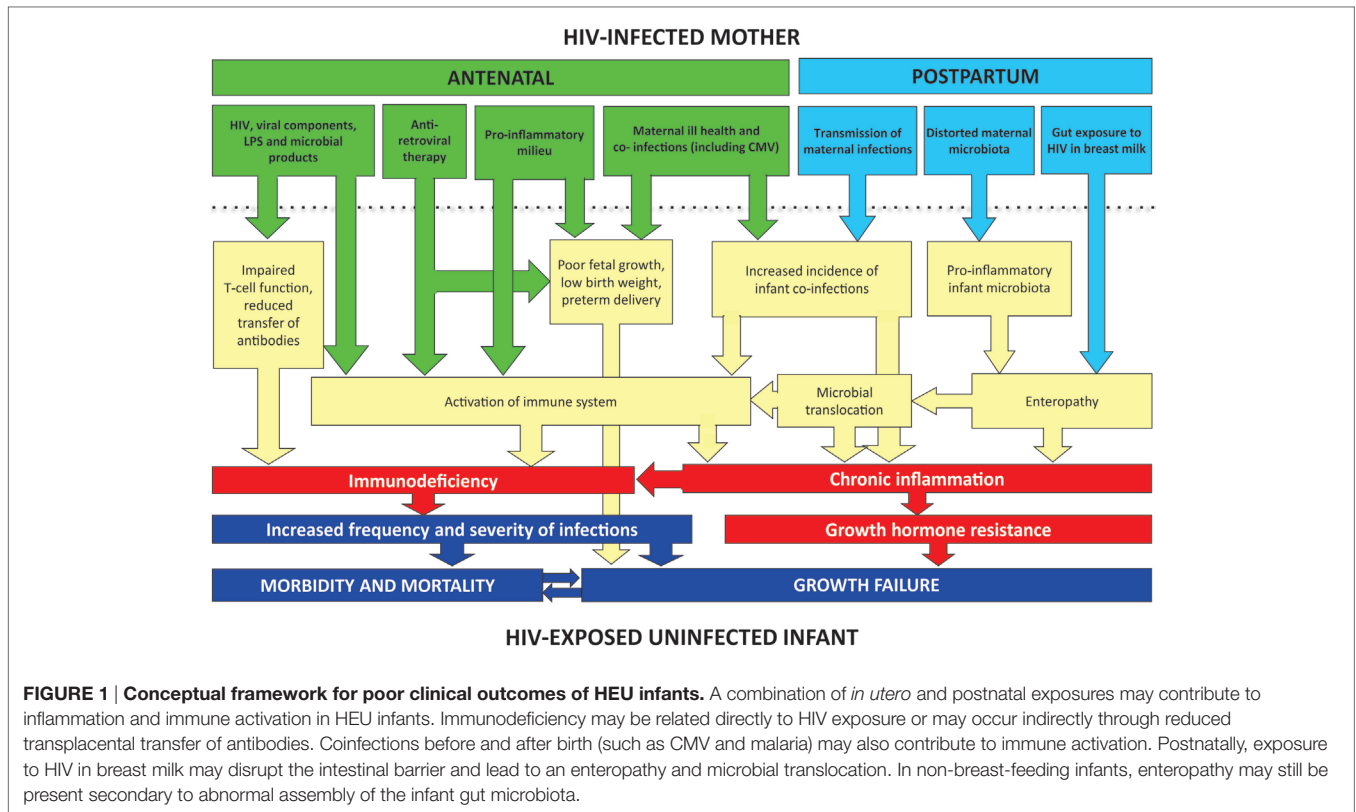 HIV-INFECTED MOTHER
ANTENATAL
POSTPARTUM
HIV, viral components,
LPS and microbial
products
Anti-
retroviral
therapy
Pro-inflammatory
milieu
Maternal ill health and
co- infections (including CMV)
Transmission of
maternal infections
Distorted maternal
microbiota
Gut exposure to
HIV in breast milk
Impaired
T-cell function,
reduced
transfer of
antibodies
Poor fetal growth,
low birth weight,
preterm delivery
Increased incidence of
infant co-infections
Pro-inflammatory
infant microbiota
Activation of immune system
Microbial
translocation
Enteropathy
Immunodeficiency
Chronic inflammation
Increased frequency and severity of infections
Growth hormone resistance
MORBIDITY AND MORTALITY
GROWTH FAILURE
HIV-EXPOSED UNINFECTED INFANT
FIGURE 1 | Conceptual framework for poor clinical outcomes of HEU infants. A combination of in utero and postnatal exposures may contribute to
inflammation and immune activation in HEU infants. Immunodeficiency may be related directly to HIV exposure or may occur indirectly through reduced
transplacental transfer of antibodies. Coinfections before and after birth (such as CMV and malaria) may also contribute to immune activation. Postnatally, exposure
to HIV in breast milk may disrupt the intestinal barrier and lead to an enteropathy and microbial translocation. In non-breast-feeding infants, enteropathy may still be
present secondary to abnormal assembly of the infant gut microbiota.